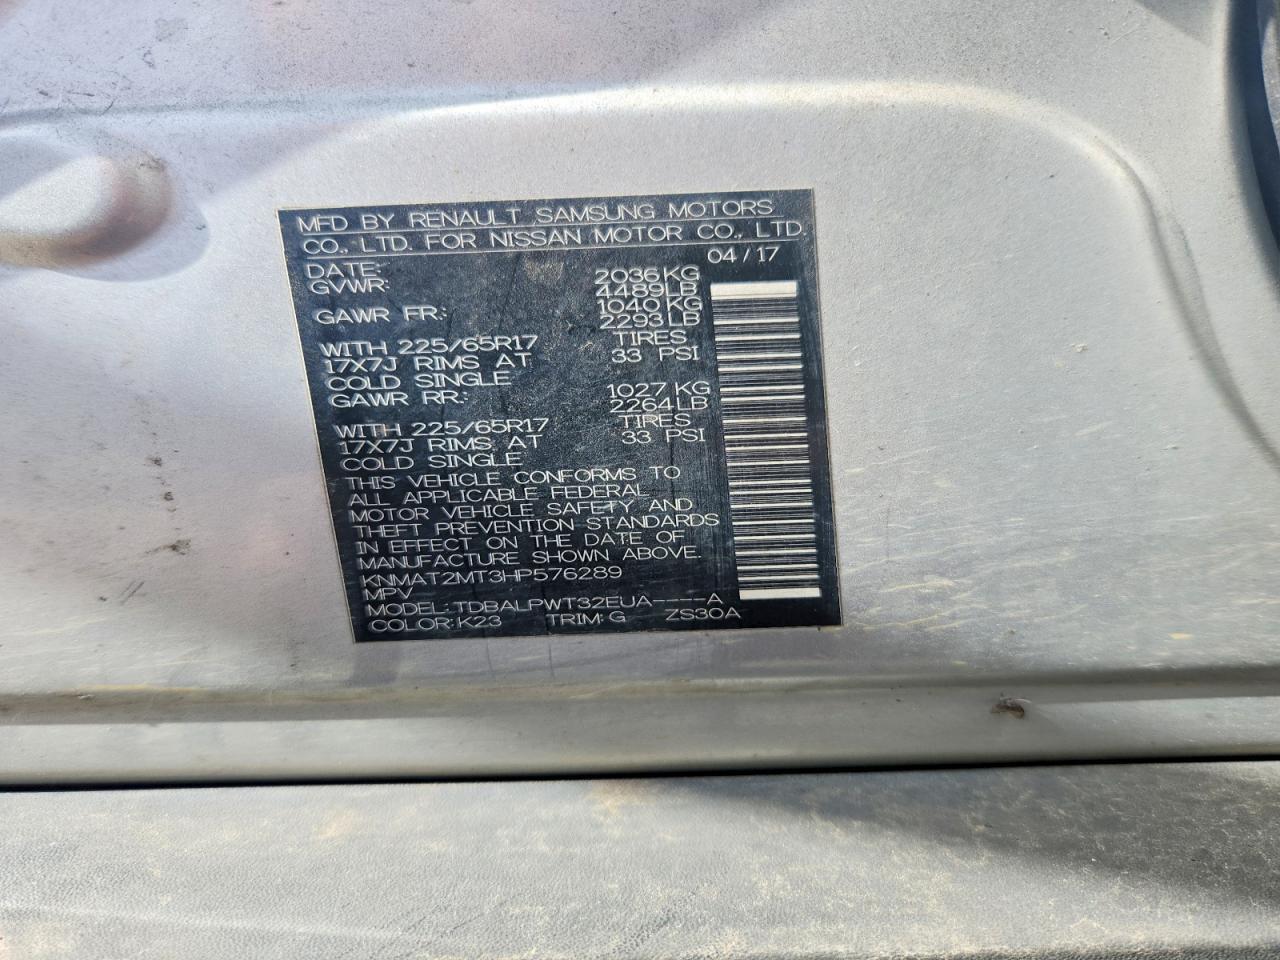 MFD BY RENAULT SAMSUNG MOTORS
CO., LTD. FOR NISSAN MOTOR CO., LTD.
DATE: 04/17
GVWR: 2036KG
4489LB
GAWR FR.: 1040KG
2293LB
WITH 225/65R17 TIRES
17X7J RIMS AT 33 PSI
COLD SINGLE
GAWR RR.: 1027KG
2264LB
WITH 225/65R17 TIRES
17X7J RIMS AT 33 PSI
COLD SINGLE
THIS VEHICLE CONFORMS TO
ALL APPLICABLE FEDERAL
MOTOR VEHICLE SAFETY AND
THEFT PREVENTION STANDARDS
IN EFFECT ON THE DATE OF
MANUFACTURE SHOWN ABOVE.
KNMAT2MT3HP576289
MPV
MODEL:TDBALPWT32EUA----A
COLOR:K23 TRIM:G ZS30A